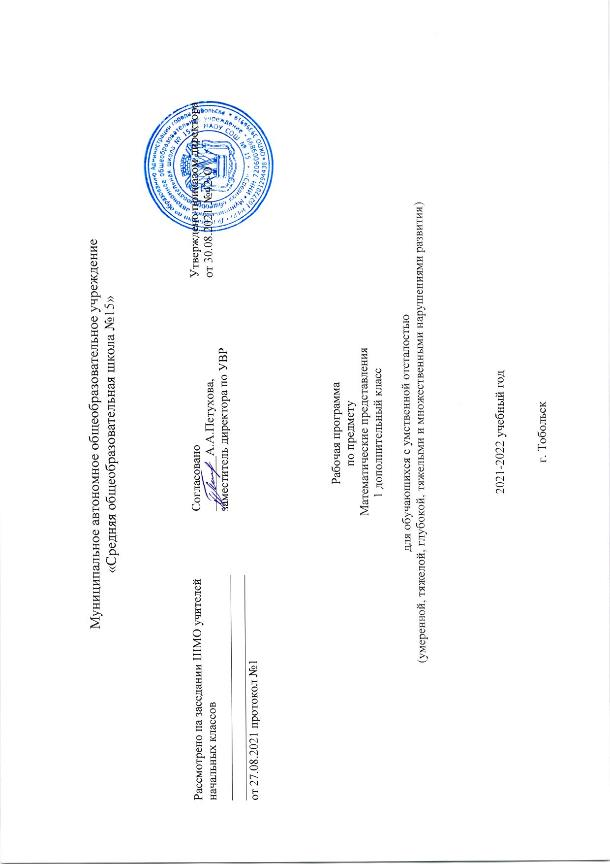 Муниципальное автономное общеобразовательное учреждение
«Средняя общеобразовательная школа №15»
Рассмотрено на заседании ШМО учителей
начальных классов
от 27.08.2021 протокол №1
Согласовано
А.А.Петухова,
заместитель директора по УВР
Утверждено приказом директора
от 30.08.2021 №42-О
Рабочая программа
по предмету
Математические представления
1 дополнительный класс
для обучающихся с умственной отсталостью
(умеренной, тяжелой, глубокой, тяжелыми и множественными нарушениями развития)
2021-2022 учебный год
г. Тобольск